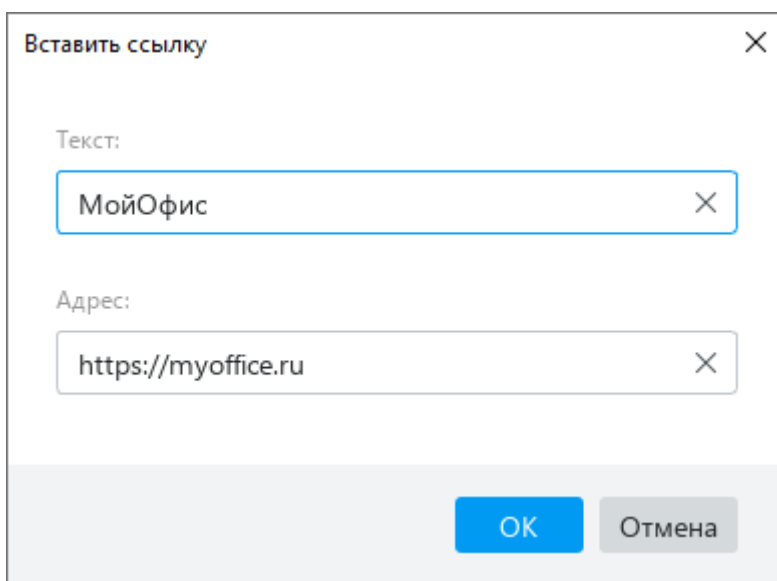 Вставить ссылку
Текст:
МойОфис
Адрес:
https://myoffice.ru
OK
Отмена